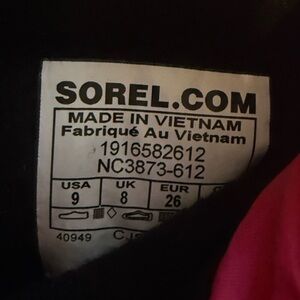 SOREL.COM
MADE IN VIETNAM
Fabriqué Au Vietnam
1916582612
NC3873-612
USA UK EUR
9 8 26
40949